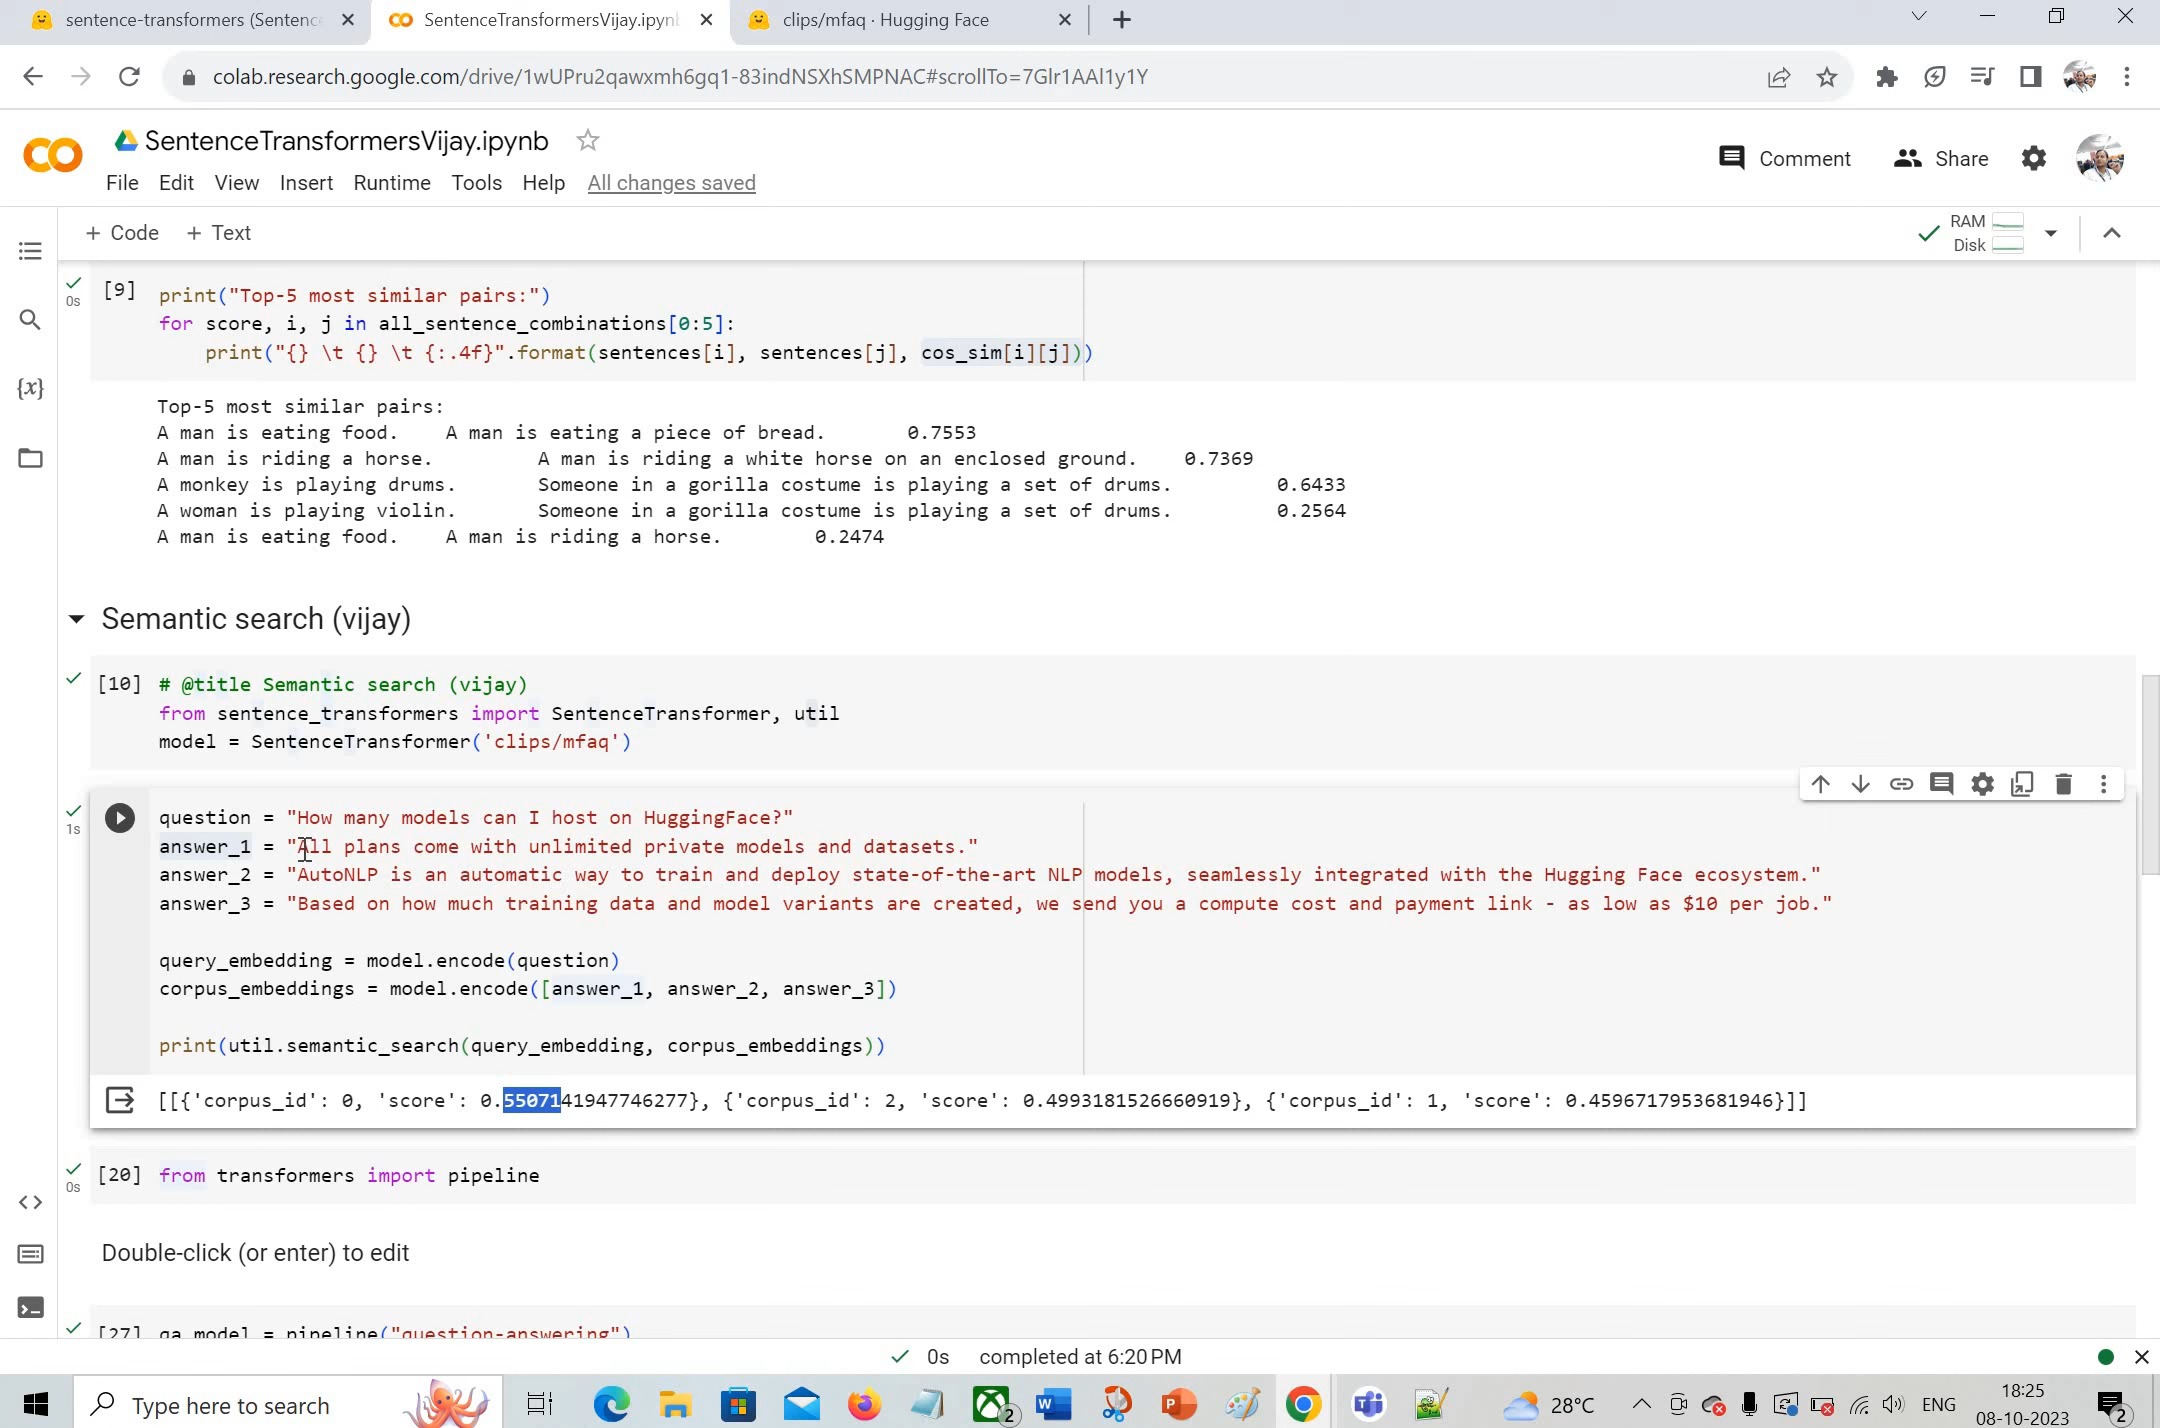 sentence-transformers (Sentence
SentenceTransformersVijay.ipynb
clips/mfaq · Hugging Face
colab.research.google.com/drive/1wUPru2qawxmh6gq1-83indNSXhSMPNAC#scrollTo=7Glr1AAl1y1Y
SentenceTransformersVijay.ipynb
Comment
Share
File Edit View Insert Runtime Tools Help All changes saved
+ Code + Text
RAM
Disk
[9] print("Top-5 most similar pairs:")
0s
for score, i, j in all_sentence_combinations[0:5]:
print("{} \t {} \t {:.4f}".format(sentences[i], sentences[j], cos_sim[i][j]))
Top-5 most similar pairs:
A man is eating food. A man is eating a piece of bread. 0.7553
A man is riding a horse. A man is riding a white horse on an enclosed ground. 0.7369
A monkey is playing drums. Someone in a gorilla costume is playing a set of drums. 0.6433
A woman is playing violin. Someone in a gorilla costume is playing a set of drums. 0.2564
A man is eating food. A man is riding a horse. 0.2474
Semantic search (vijay)
[10] # @title Semantic search (vijay)
from sentence_transformers import SentenceTransformer, util
model = SentenceTransformer('clips/mfaq')
1s
question = "How many models can I host on HuggingFace?"
answer_1 = "All plans come with unlimited private models and datasets."
answer_2 = "AutoNLP is an automatic way to train and deploy state-of-the-art NLP models, seamlessly integrated with the Hugging Face ecosystem."
answer_3 = "Based on how much training data and model variants are created, we send you a compute cost and payment link - as low as $10 per job."
query_embedding = model.encode(question)
corpus_embeddings = model.encode([answer_1, answer_2, answer_3])
print(util.semantic_search(query_embedding, corpus_embeddings))
[[{'corpus_id': 0, 'score': 0.5507141947746277}, {'corpus_id': 2, 'score': 0.4993181526660919}, {'corpus_id': 1, 'score': 0.4596717953681946}]]
[20] from transformers import pipeline
0s
Double-click (or enter) to edit
[27] qa_model = pipeline("question-answering")
0s completed at 6:20 PM
Type here to search
2
28°C
ENG
18:25
08-10-2023
2